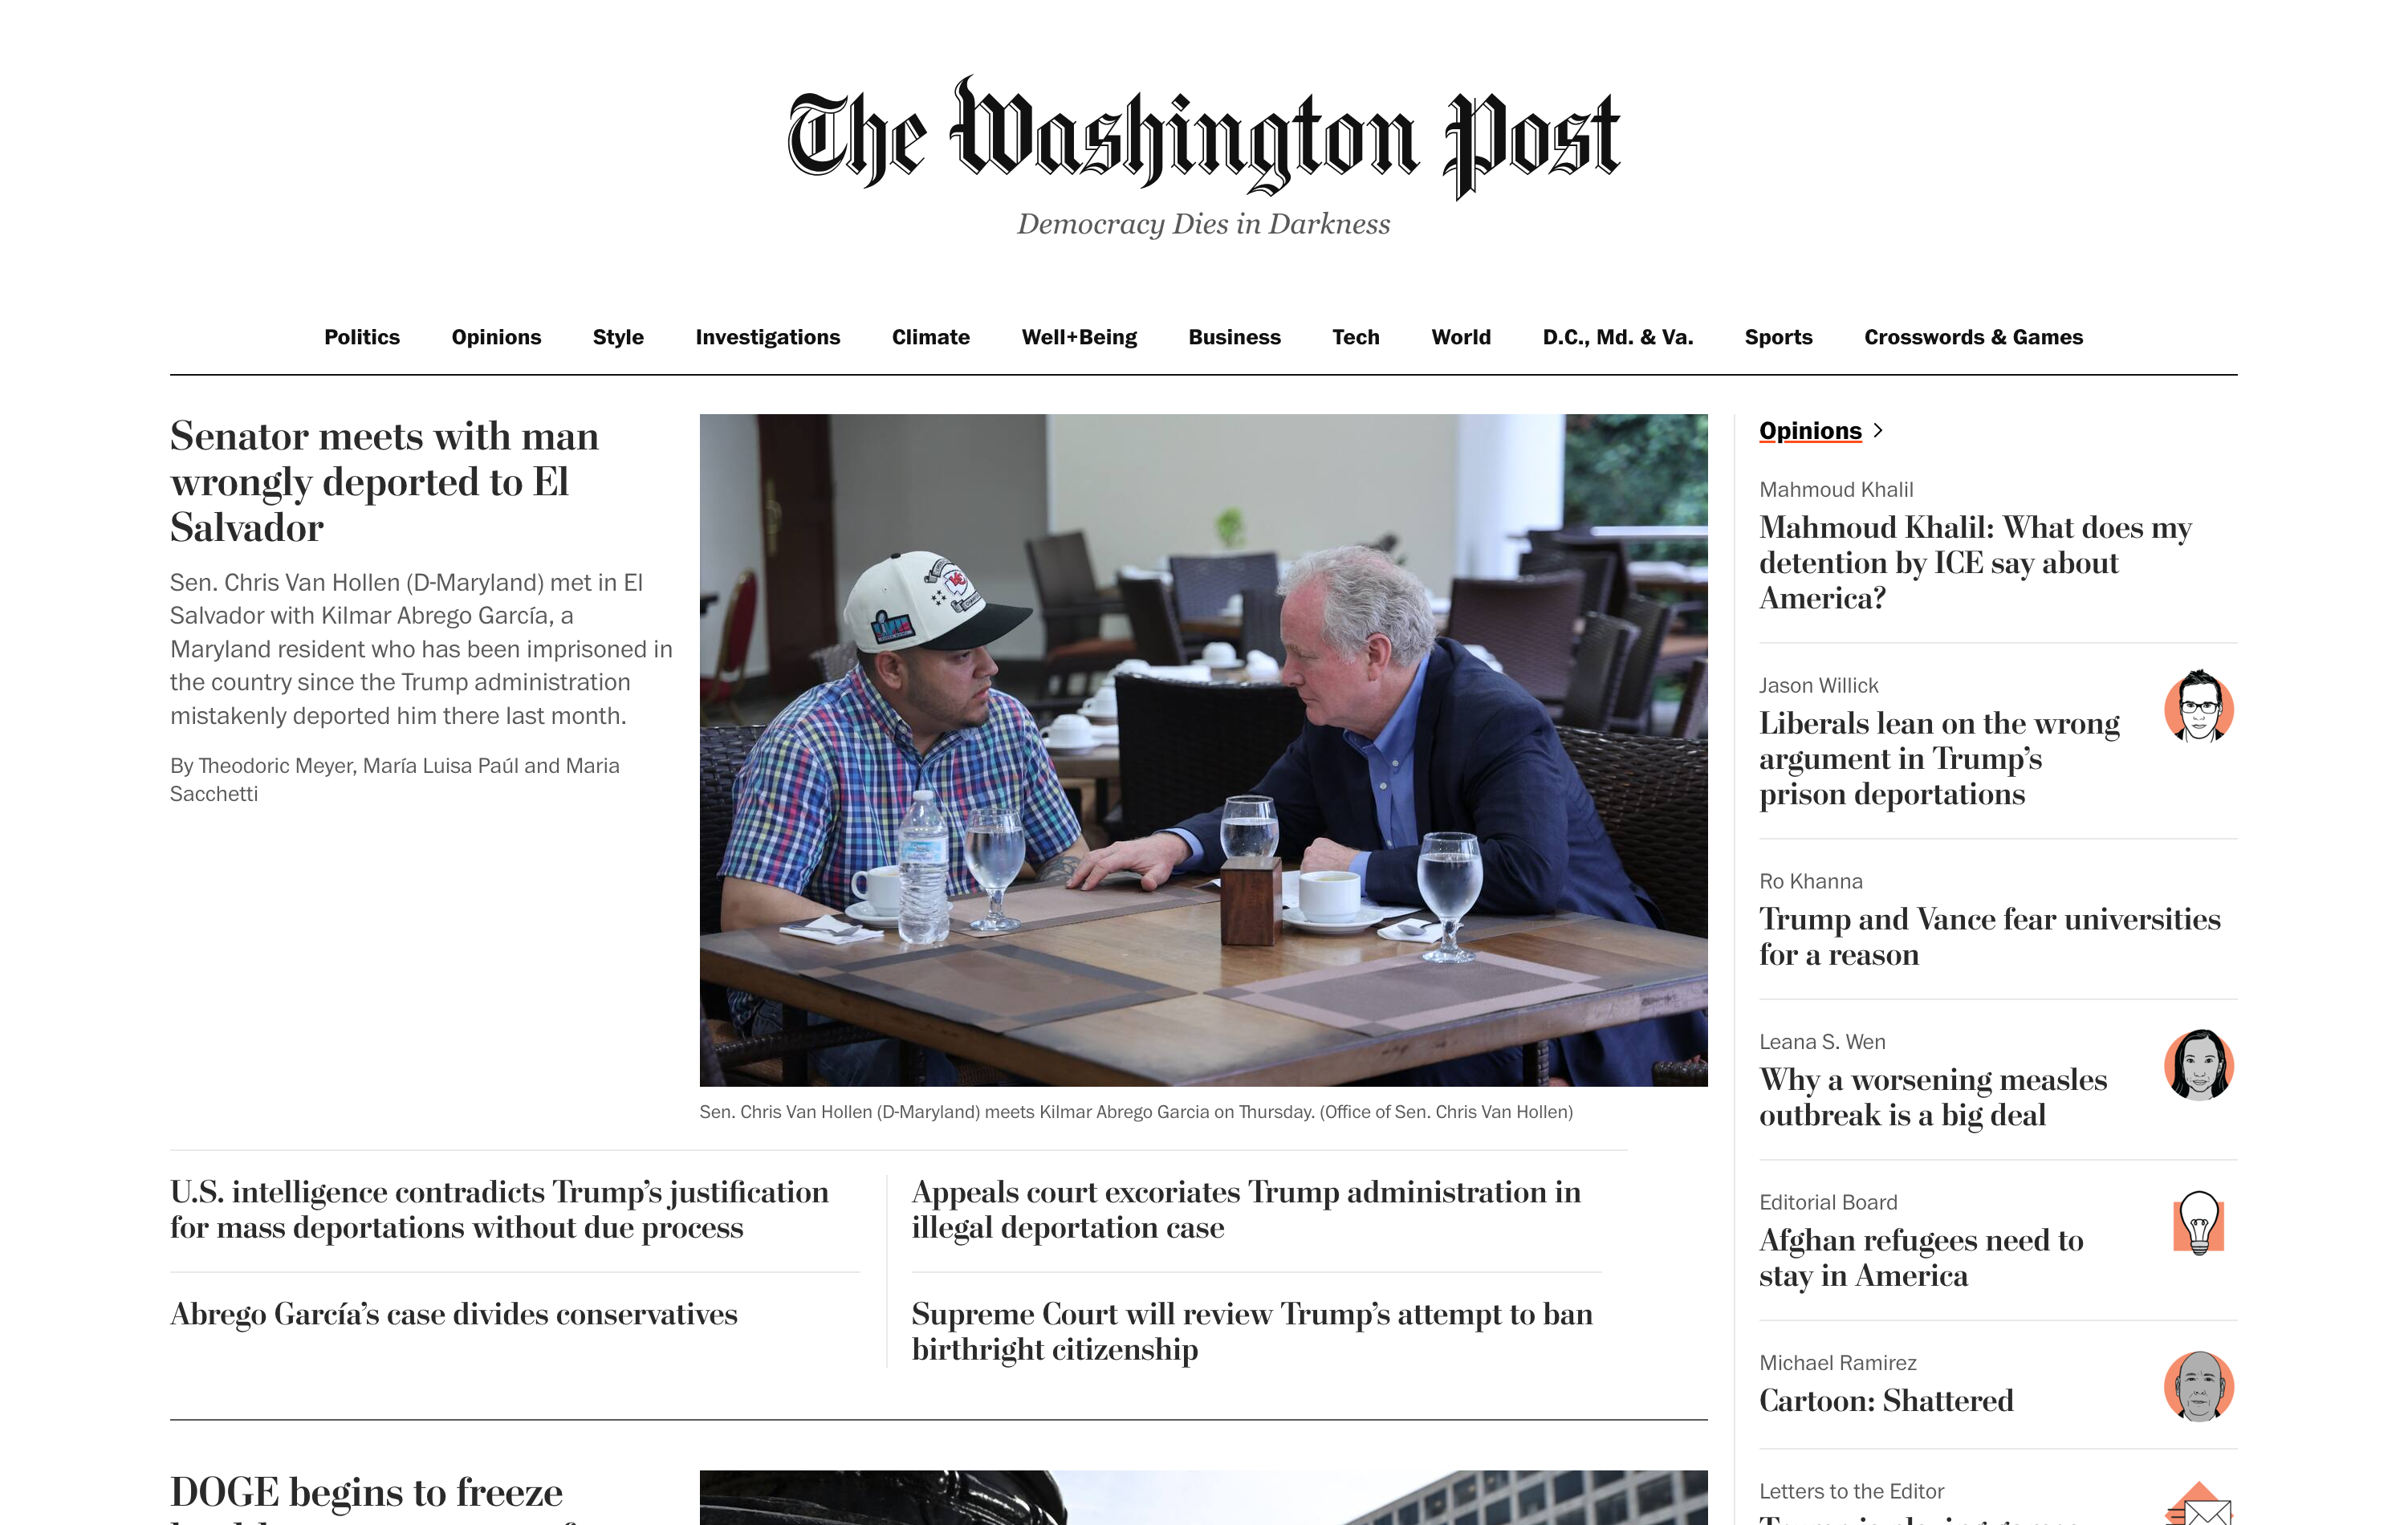 The Washington Post
Democracy Dies in Darkness
Politics Opinions Style Investigations Climate Well+Being Business Tech World D.C., Md. & Va. Sports Crosswords & Games
Senator meets with man
wrongly deported to El
Salvador
Sen. Chris Van Hollen (D-Maryland) met in El
Salvador with Kilmar Abrego García, a
Maryland resident who has been imprisoned in
the country since the Trump administration
mistakenly deported him there last month.
By Theodoric Meyer, María Luisa Paúl and Maria
Sacchetti
Sen. Chris Van Hollen (D-Maryland) meets Kilmar Abrego Garcia on Thursday. (Office of Sen. Chris Van Hollen)
U.S. intelligence contradicts Trump’s justification
for mass deportations without due process
Abrego García’s case divides conservatives
Appeals court excoriates Trump administration in
illegal deportation case
Supreme Court will review Trump’s attempt to ban
birthright citizenship
DOGE begins to freeze
Opinions
Mahmoud Khalil
Mahmoud Khalil: What does my
detention by ICE say about
America?
Jason Willick
Liberals lean on the wrong
argument in Trump’s
prison deportations
Ro Khanna
Trump and Vance fear universities
for a reason
Leana S. Wen
Why a worsening measles
outbreak is a big deal
Editorial Board
Afghan refugees need to
stay in America
Michael Ramirez
Cartoon: Shattered
Letters to the Editor